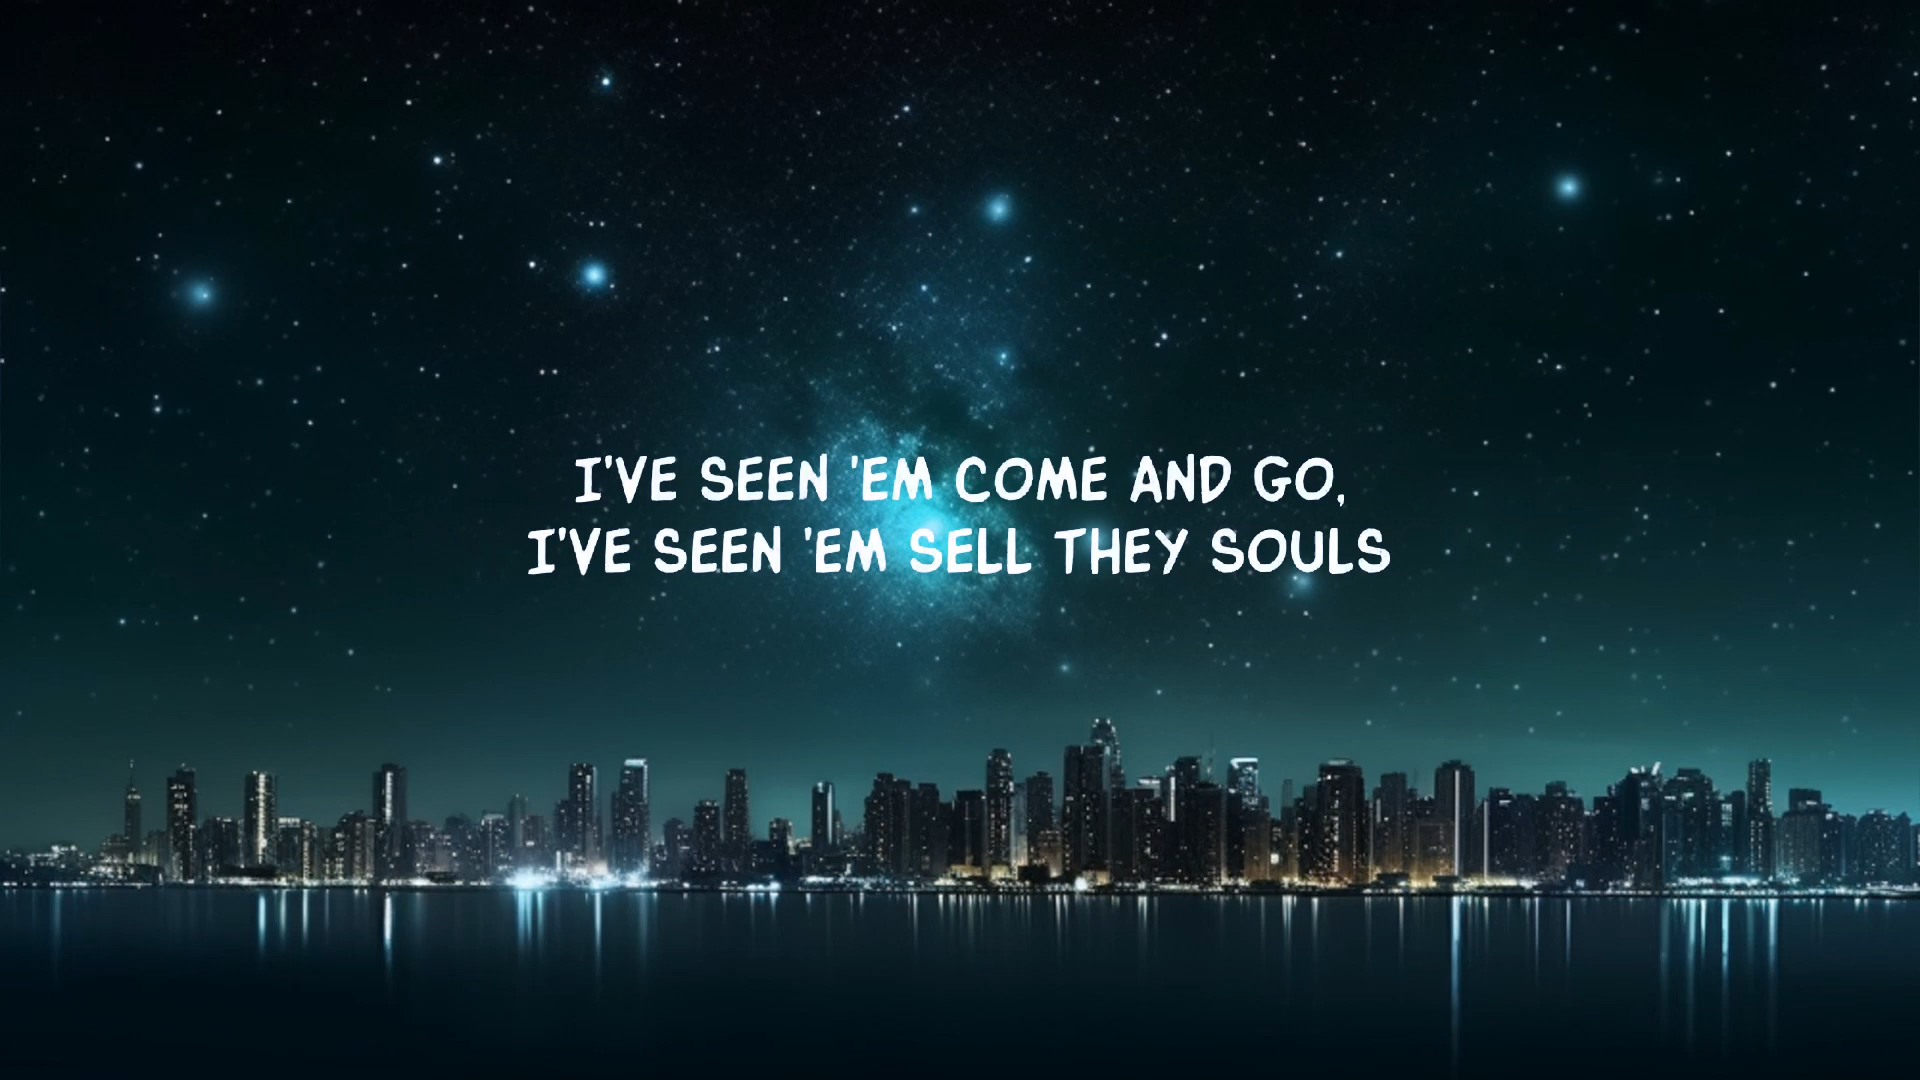 I'VE SEEN 'EM COME AND GO,
I'VE SEEN 'EM SELL THEY SOULS